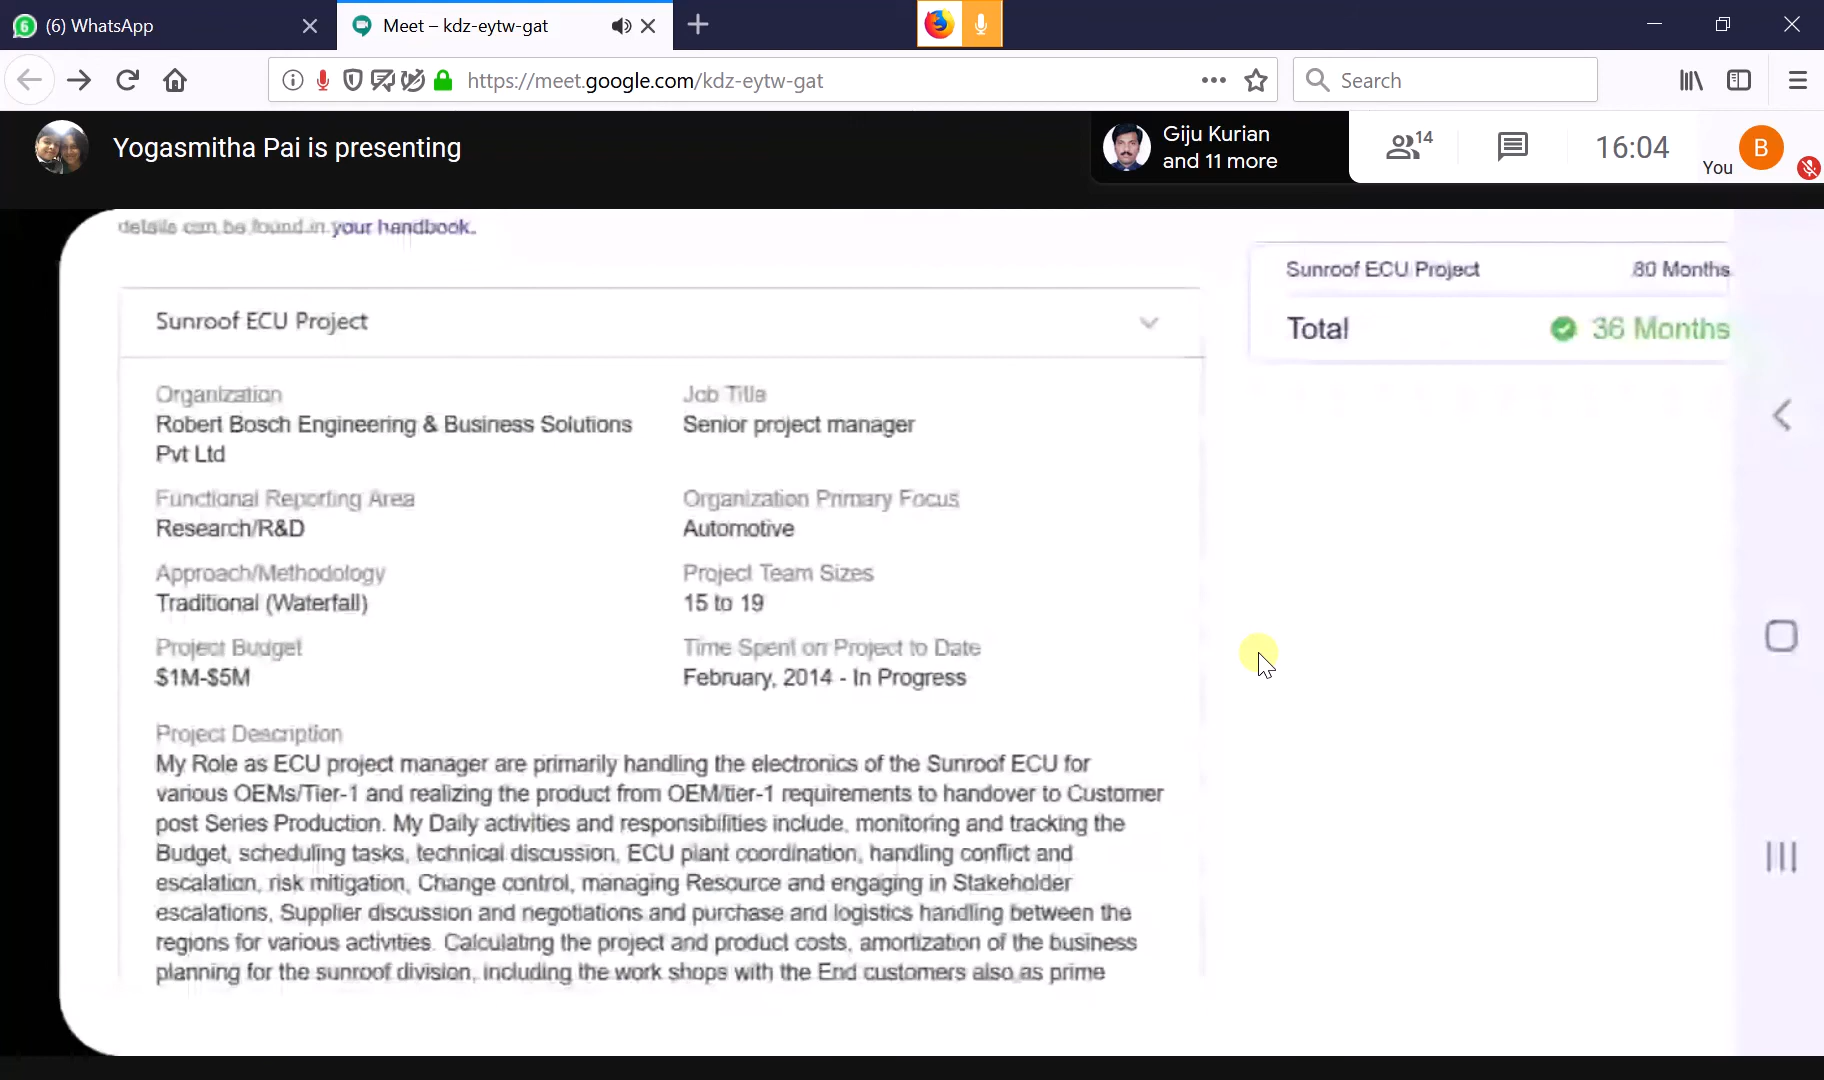 6 (6) WhatsApp
Meet – kdz-eytw-gat
https://meet.google.com/kdz-eytw-gat
Search
Yogasmitha Pai is presenting
Giju Kurian
and 11 more
14
16:04
You
B
details can be found in your handbook.
Sunroof ECU Project
Organization
Robert Bosch Engineering & Business Solutions
Pvt Ltd
Job Title
Senior project manager
Functional Reporting Area
Research/R&D
Organization Primary Focus
Automotive
Approach/Methodology
Traditional (Waterfall)
Project Team Sizes
15 to 19
Project Budget
$1M-$5M
Time Spent on Project to Date
February, 2014 - In Progress
Project Description
My Role as ECU project manager are primarily handling the electronics of the Sunroof ECU for
various OEMs/Tier-1 and realizing the product from OEM/tier-1 requirements to handover to Customer
post Series Production. My Daily activities and responsibilities include, monitoring and tracking the
Budget, scheduling tasks, technical discussion, ECU plant coordination, handling conflict and
escalation, risk mitigation, Change control, managing Resource and engaging in Stakeholder
escalations, Supplier discussion and negotiations and purchase and logistics handling between the
regions for various activities. Calculating the project and product costs, amortization of the business
planning for the sunroof division, including the work shops with the End customers also as prime
Sunroof ECU Project 80 Months
Total 36 Months